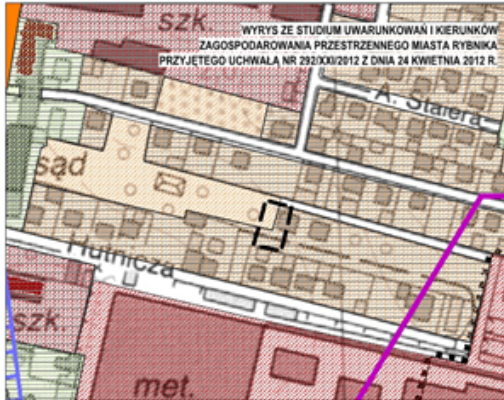 szk.
WYRYS ZE STUDIUM UWARUNKOWAŃ I KIERUNKÓW
ZAGOSPODAROWANIA PRZESTRZENNEGO MIASTA RYBNIKA
PRZYJĘTEGO UCHWAŁĄ NR 292/XXI/2012 Z DNIA 24 KWIETNIA 2012 R.
A. Stalera
sąd
Hutnicza
szk.
met.